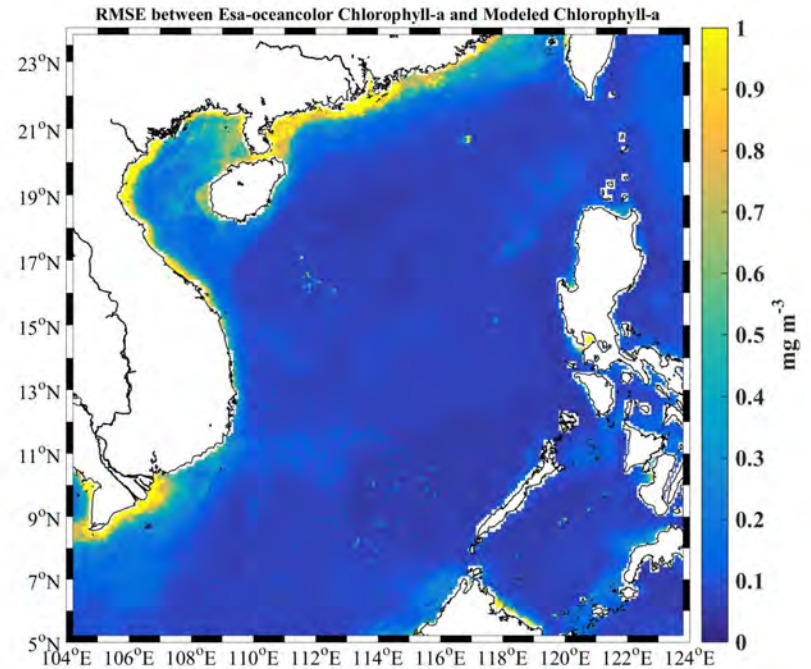 RMSE between Esa-oceancolor Chlorophyll-a and Modeled Chlorophyll-a
23°N
21°N
19°N
17°N
15°N
13°N
11°N
9°N
7°N
5°N
104°E 106°E 108°E 110°E 112°E 114°E 116°E 118°E 120°E 122°E 124°E
1
0.9
0.8
0.7
0.6
0.5
0.4
0.3
0.2
0.1
0
mg m⁻³